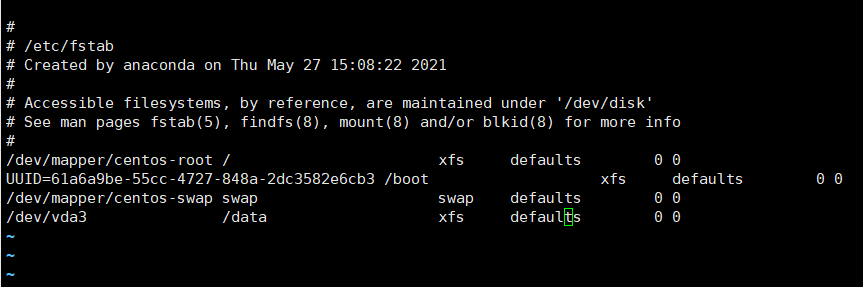 #
# /etc/fstab
# Created by anaconda on Thu May 27 15:08:22 2021
#
# Accessible filesystems, by reference, are maintained under '/dev/disk'
# See man pages fstab(5), findfs(8), mount(8) and/or blkid(8) for more info
#
/dev/mapper/centos-root /                       xfs     defaults        0 0
UUID=61a6a9be-55cc-4727-848a-2dc3582e6cb3 /boot                   xfs     defaults        0 0
/dev/mapper/centos-swap swap                    swap    defaults        0 0
/dev/vda3               /data                   xfs     defaults        0 0
~
~
~